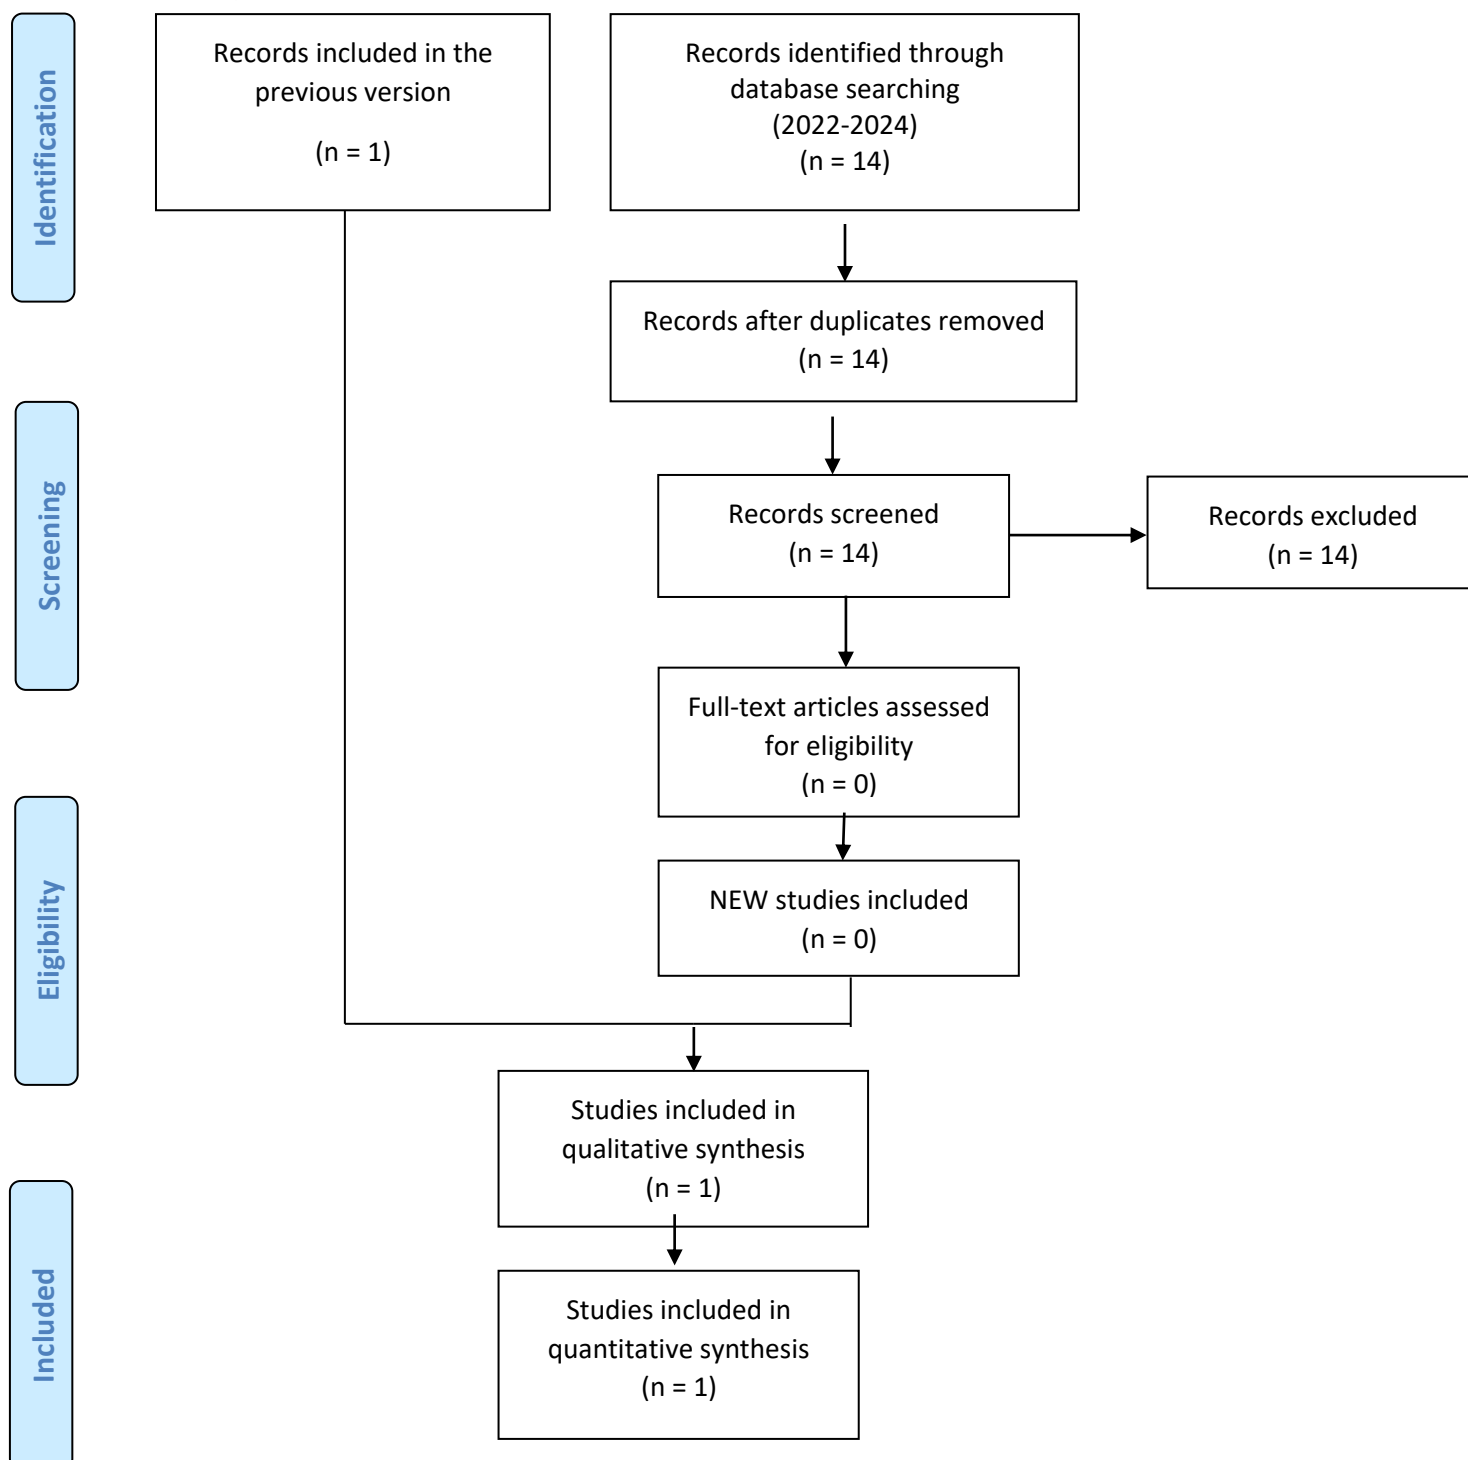 Identification
Records included in the
previous version
(n = 1)
Records identified through
database searching
(2022-2024)
(n = 14)
Records after duplicates removed
(n = 14)
Screening
Records screened
(n = 14)
Records excluded
(n = 14)
Full-text articles assessed
for eligibility
(n = 0)
Eligibility
NEW studies included
(n = 0)
Studies included in
qualitative synthesis
(n = 1)
Included
Studies included in
quantitative synthesis
(n = 1)